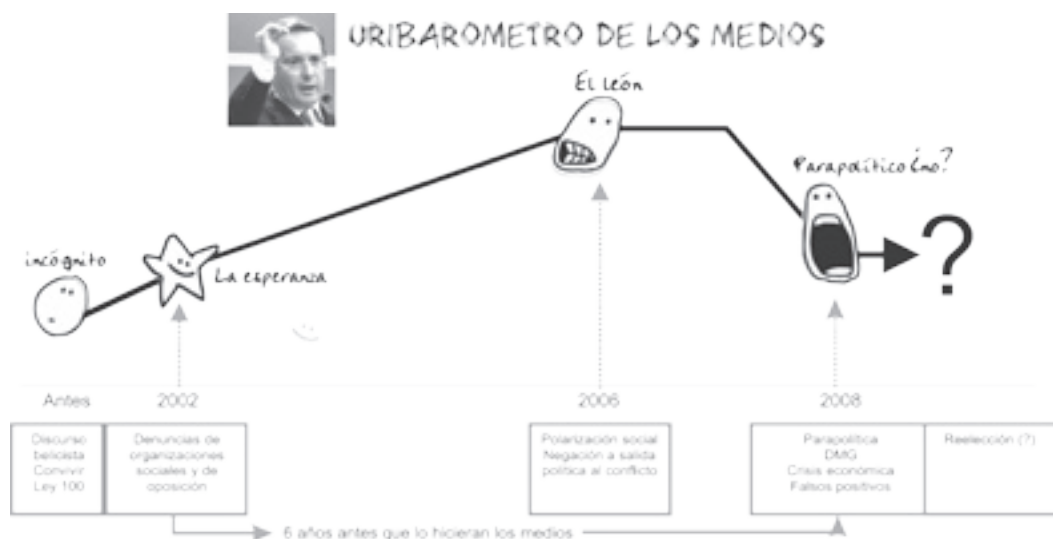 URIBAROMETRO DE LOS MEDIOS
El león
Parapolítico ¿no?
incógnito
La esperanza
?
Antes
2002
2006
2008
Discurso
belicista
Convivir
Ley 100
Denuncias de
organizaciones
sociales y de
oposición
Polarización social
Negación a salida
política al conflicto
Parapolítica
DMG
Crisis económica
Falsos positivos
Reelección (?)
6 años antes que lo hicieran los medios